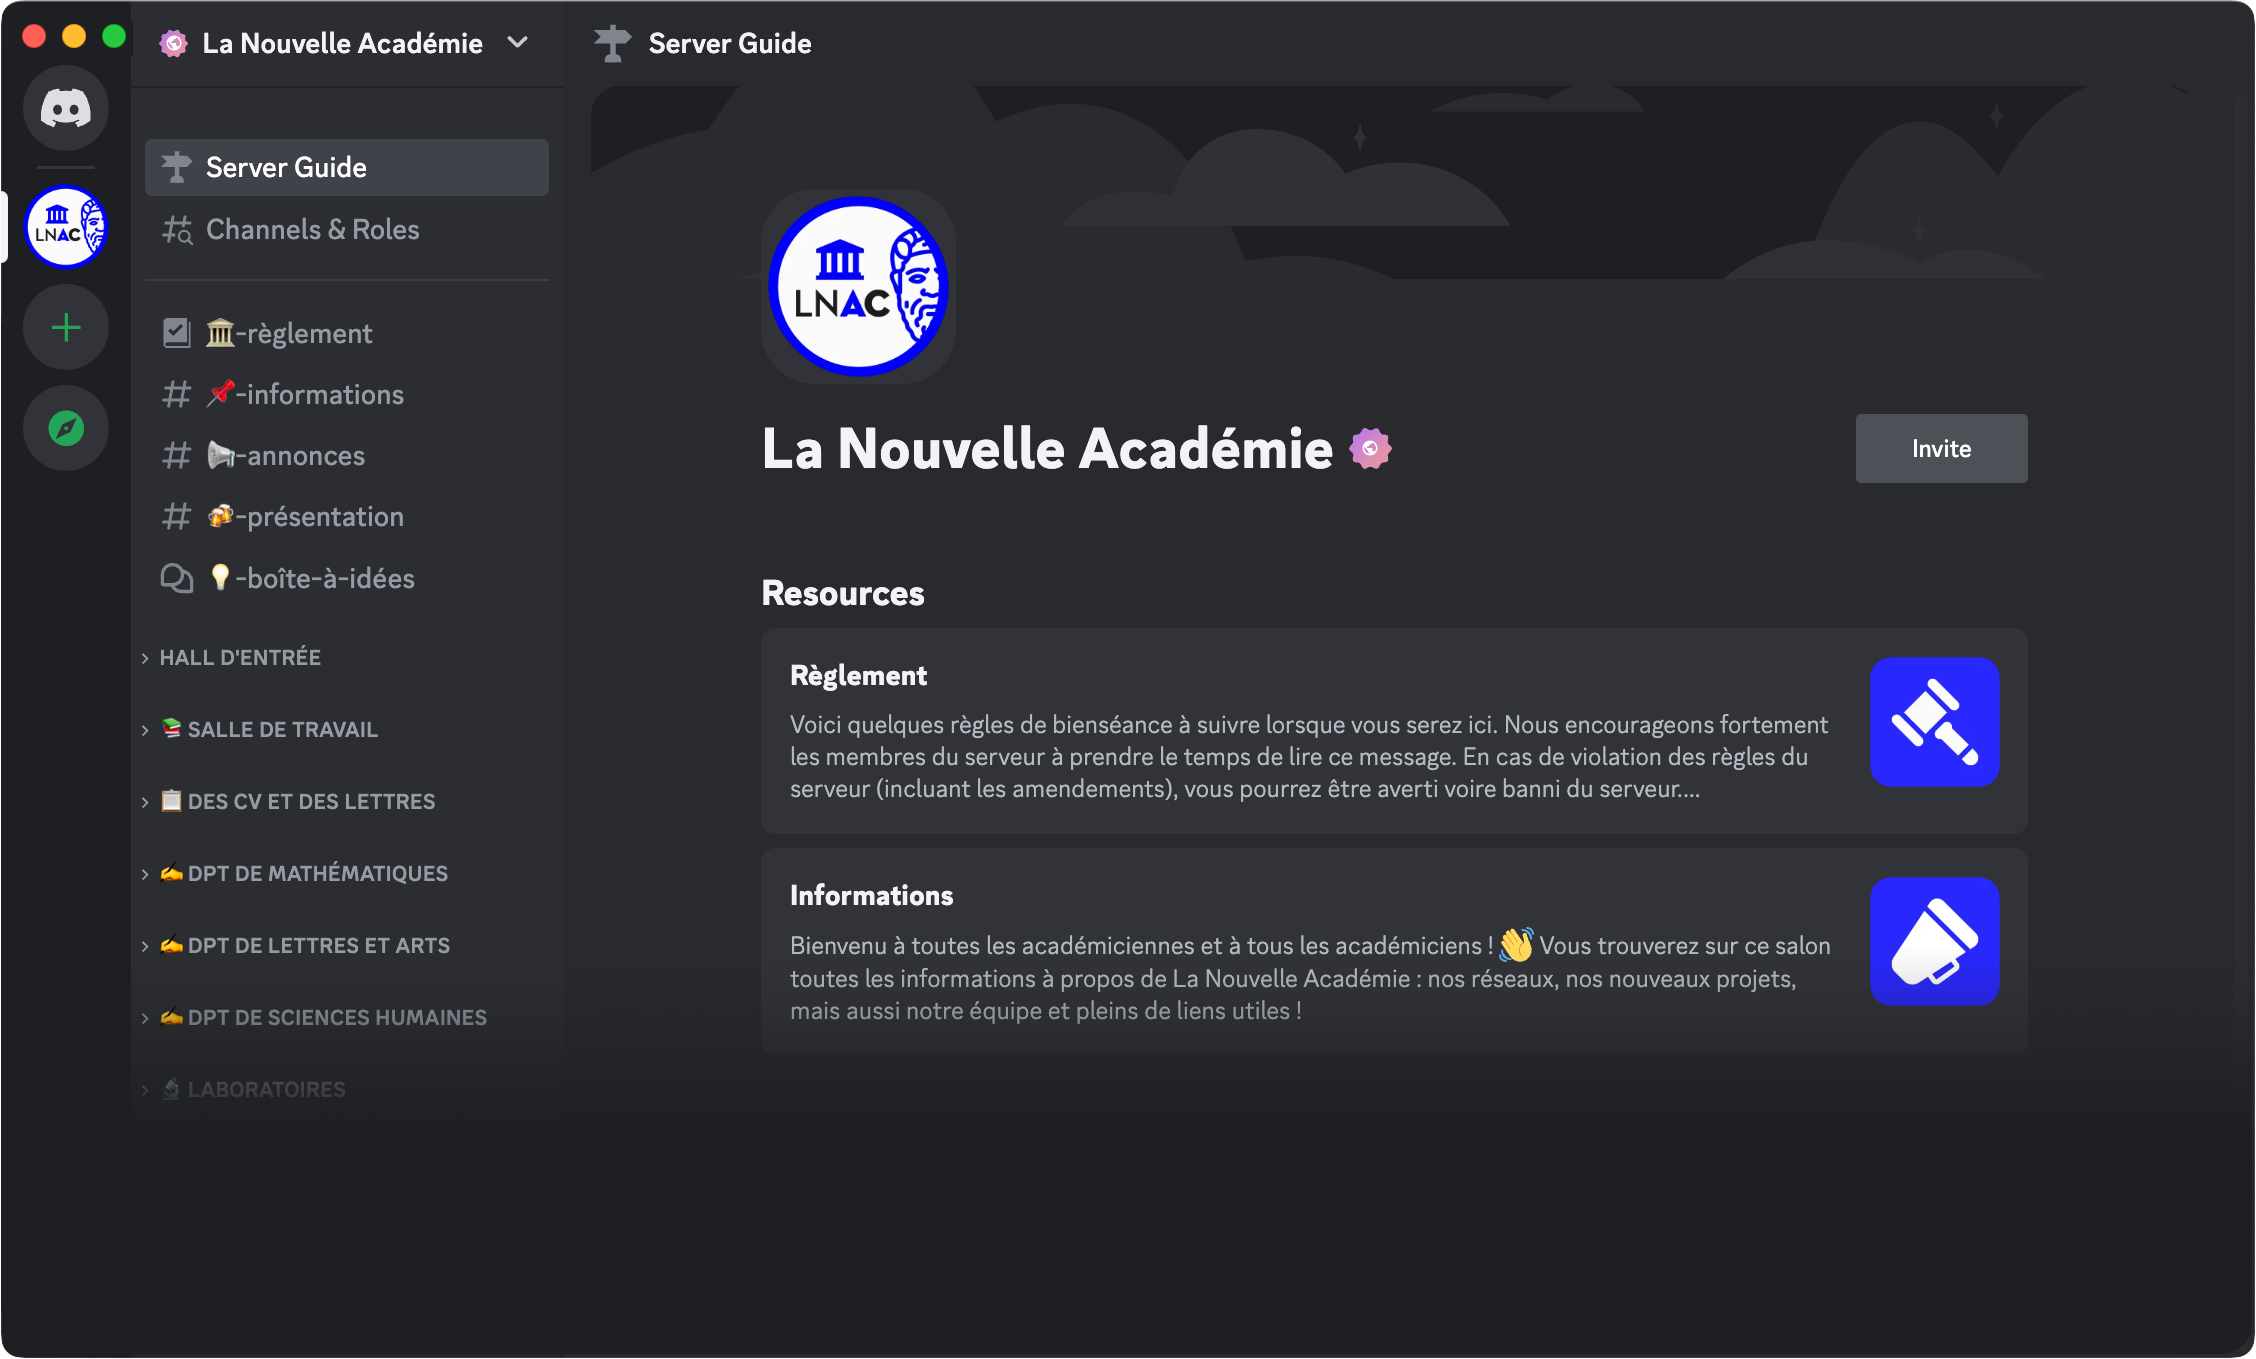 La Nouvelle Académie
Server Guide
Server Guide
Channels & Roles
LNAC
🏛-règlement
📌-informations
📢-annonces
🍻-présentation
💡-boîte-à-idées
HALL D'ENTRÉE
📚 SALLE DE TRAVAIL
📋 DES CV ET DES LETTRES
✍ DPT DE MATHÉMATIQUES
✍ DPT DE LETTRES ET ARTS
✍ DPT DE SCIENCES HUMAINES
🔬 LABORATOIRES
LNAC
La Nouvelle Académie
Invite
Resources
Règlement
Voici quelques règles de bienséance à suivre lorsque vous serez ici. Nous encourageons fortement
les membres du serveur à prendre le temps de lire ce message. En cas de violation des règles du
serveur (incluant les amendements), vous pourrez être averti voire banni du serveur....
Informations
Bienvenu à toutes les académiciennes et à tous les académiciens ! 👋 Vous trouverez sur ce salon
toutes les informations à propos de La Nouvelle Académie : nos réseaux, nos nouveaux projets,
mais aussi notre équipe et pleins de liens utiles !